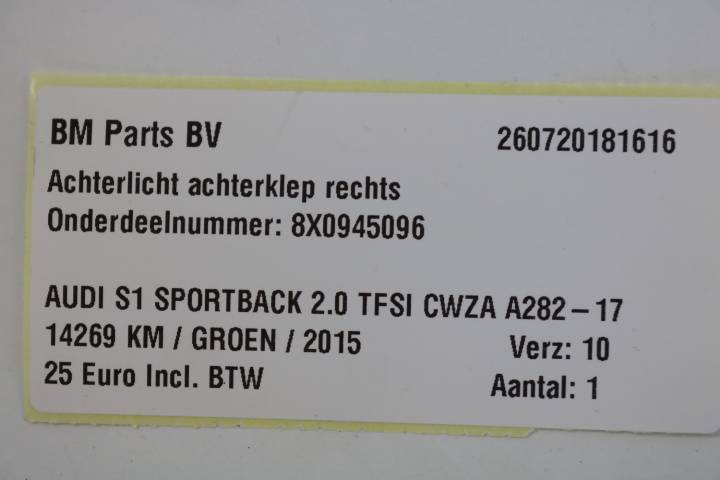 BM Parts BV 260720181616
Achterlicht achterklep rechts
Onderdeelnummer: 8X0945096
AUDI S1 SPORTBACK 2.0 TFSI CWZA A282-17
14269 KM / GROEN / 2015 Verz: 10
25 Euro Incl. BTW Aantal: 1